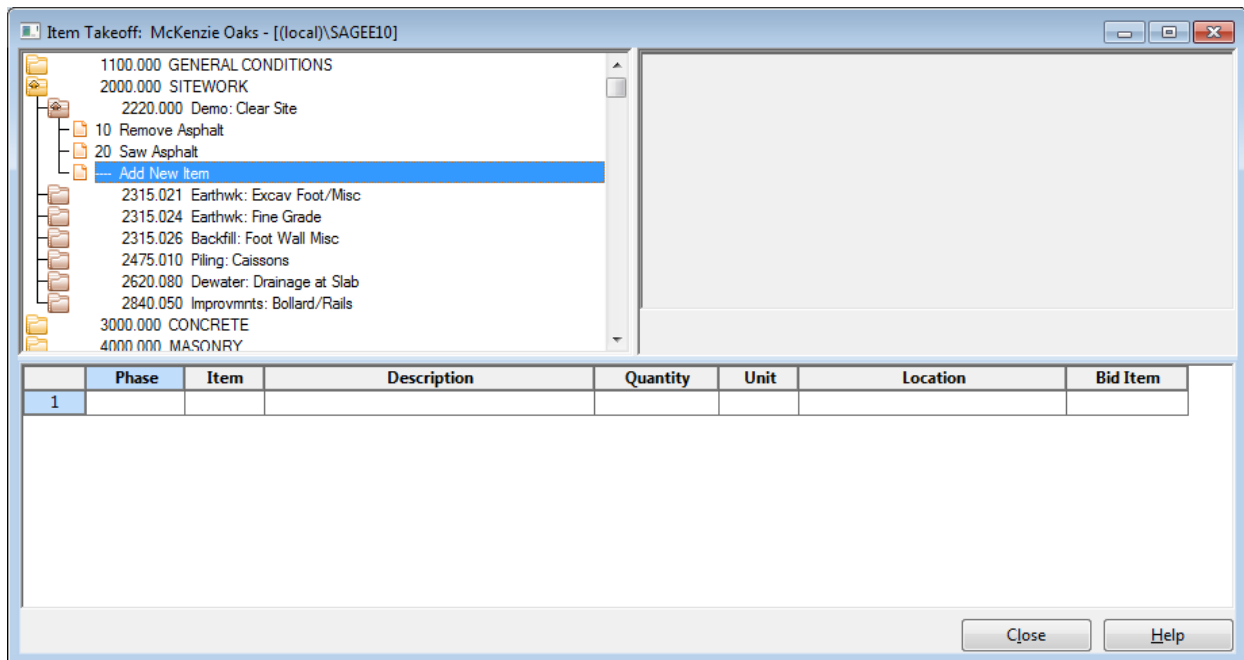 Item Takeoff: McKenzie Oaks - [(local)\SAGEE10]
1100.000 GENERAL CONDITIONS
2000.000 SITEWORK
2220.000 Demo: Clear Site
10 Remove Asphalt
20 Saw Asphalt
--- Add New Item
2315.021 Earthwk: Excav Foot/Misc
2315.024 Earthwk: Fine Grade
2315.026 Backfill: Foot Wall Misc
2475.010 Piling: Caissons
2620.080 Dewater: Drainage at Slab
2840.050 Improvmnts: Bollard/Rails
3000.000 CONCRETE
4000.000 MASONRY
Phase Item Description Quantity Unit Location Bid Item
1
Close Help